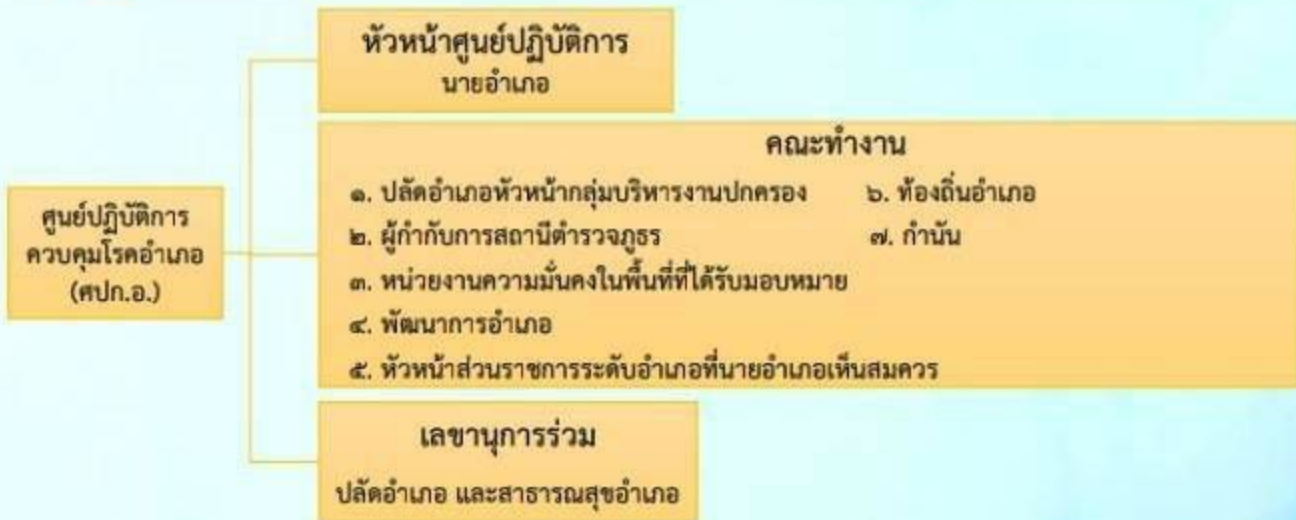 หัวหน้าศูนย์ปฏิบัติการ
นายอำเภอ
ศูนย์ปฏิบัติการ
ควบคุมโรคอำเภอ
(ศปก.อ.)
คณะทำงาน
๑. ปลัดอำเภอหัวหน้ากลุ่มบริหารงานปกครอง
๒. ผู้กำกับการสถานีตำรวจภูธร
๓. หน่วยงานความมั่นคงในพื้นที่ที่ได้รับมอบหมาย
๔. พัฒนาการอำเภอ
๕. หัวหน้าส่วนราชการระดับอำเภอที่นายอำเภอเห็นสมควร
๖. ท้องถิ่นอำเภอ
๗. กำนัน
เลขานุการร่วม
ปลัดอำเภอ และสาธารณสุขอำเภอ